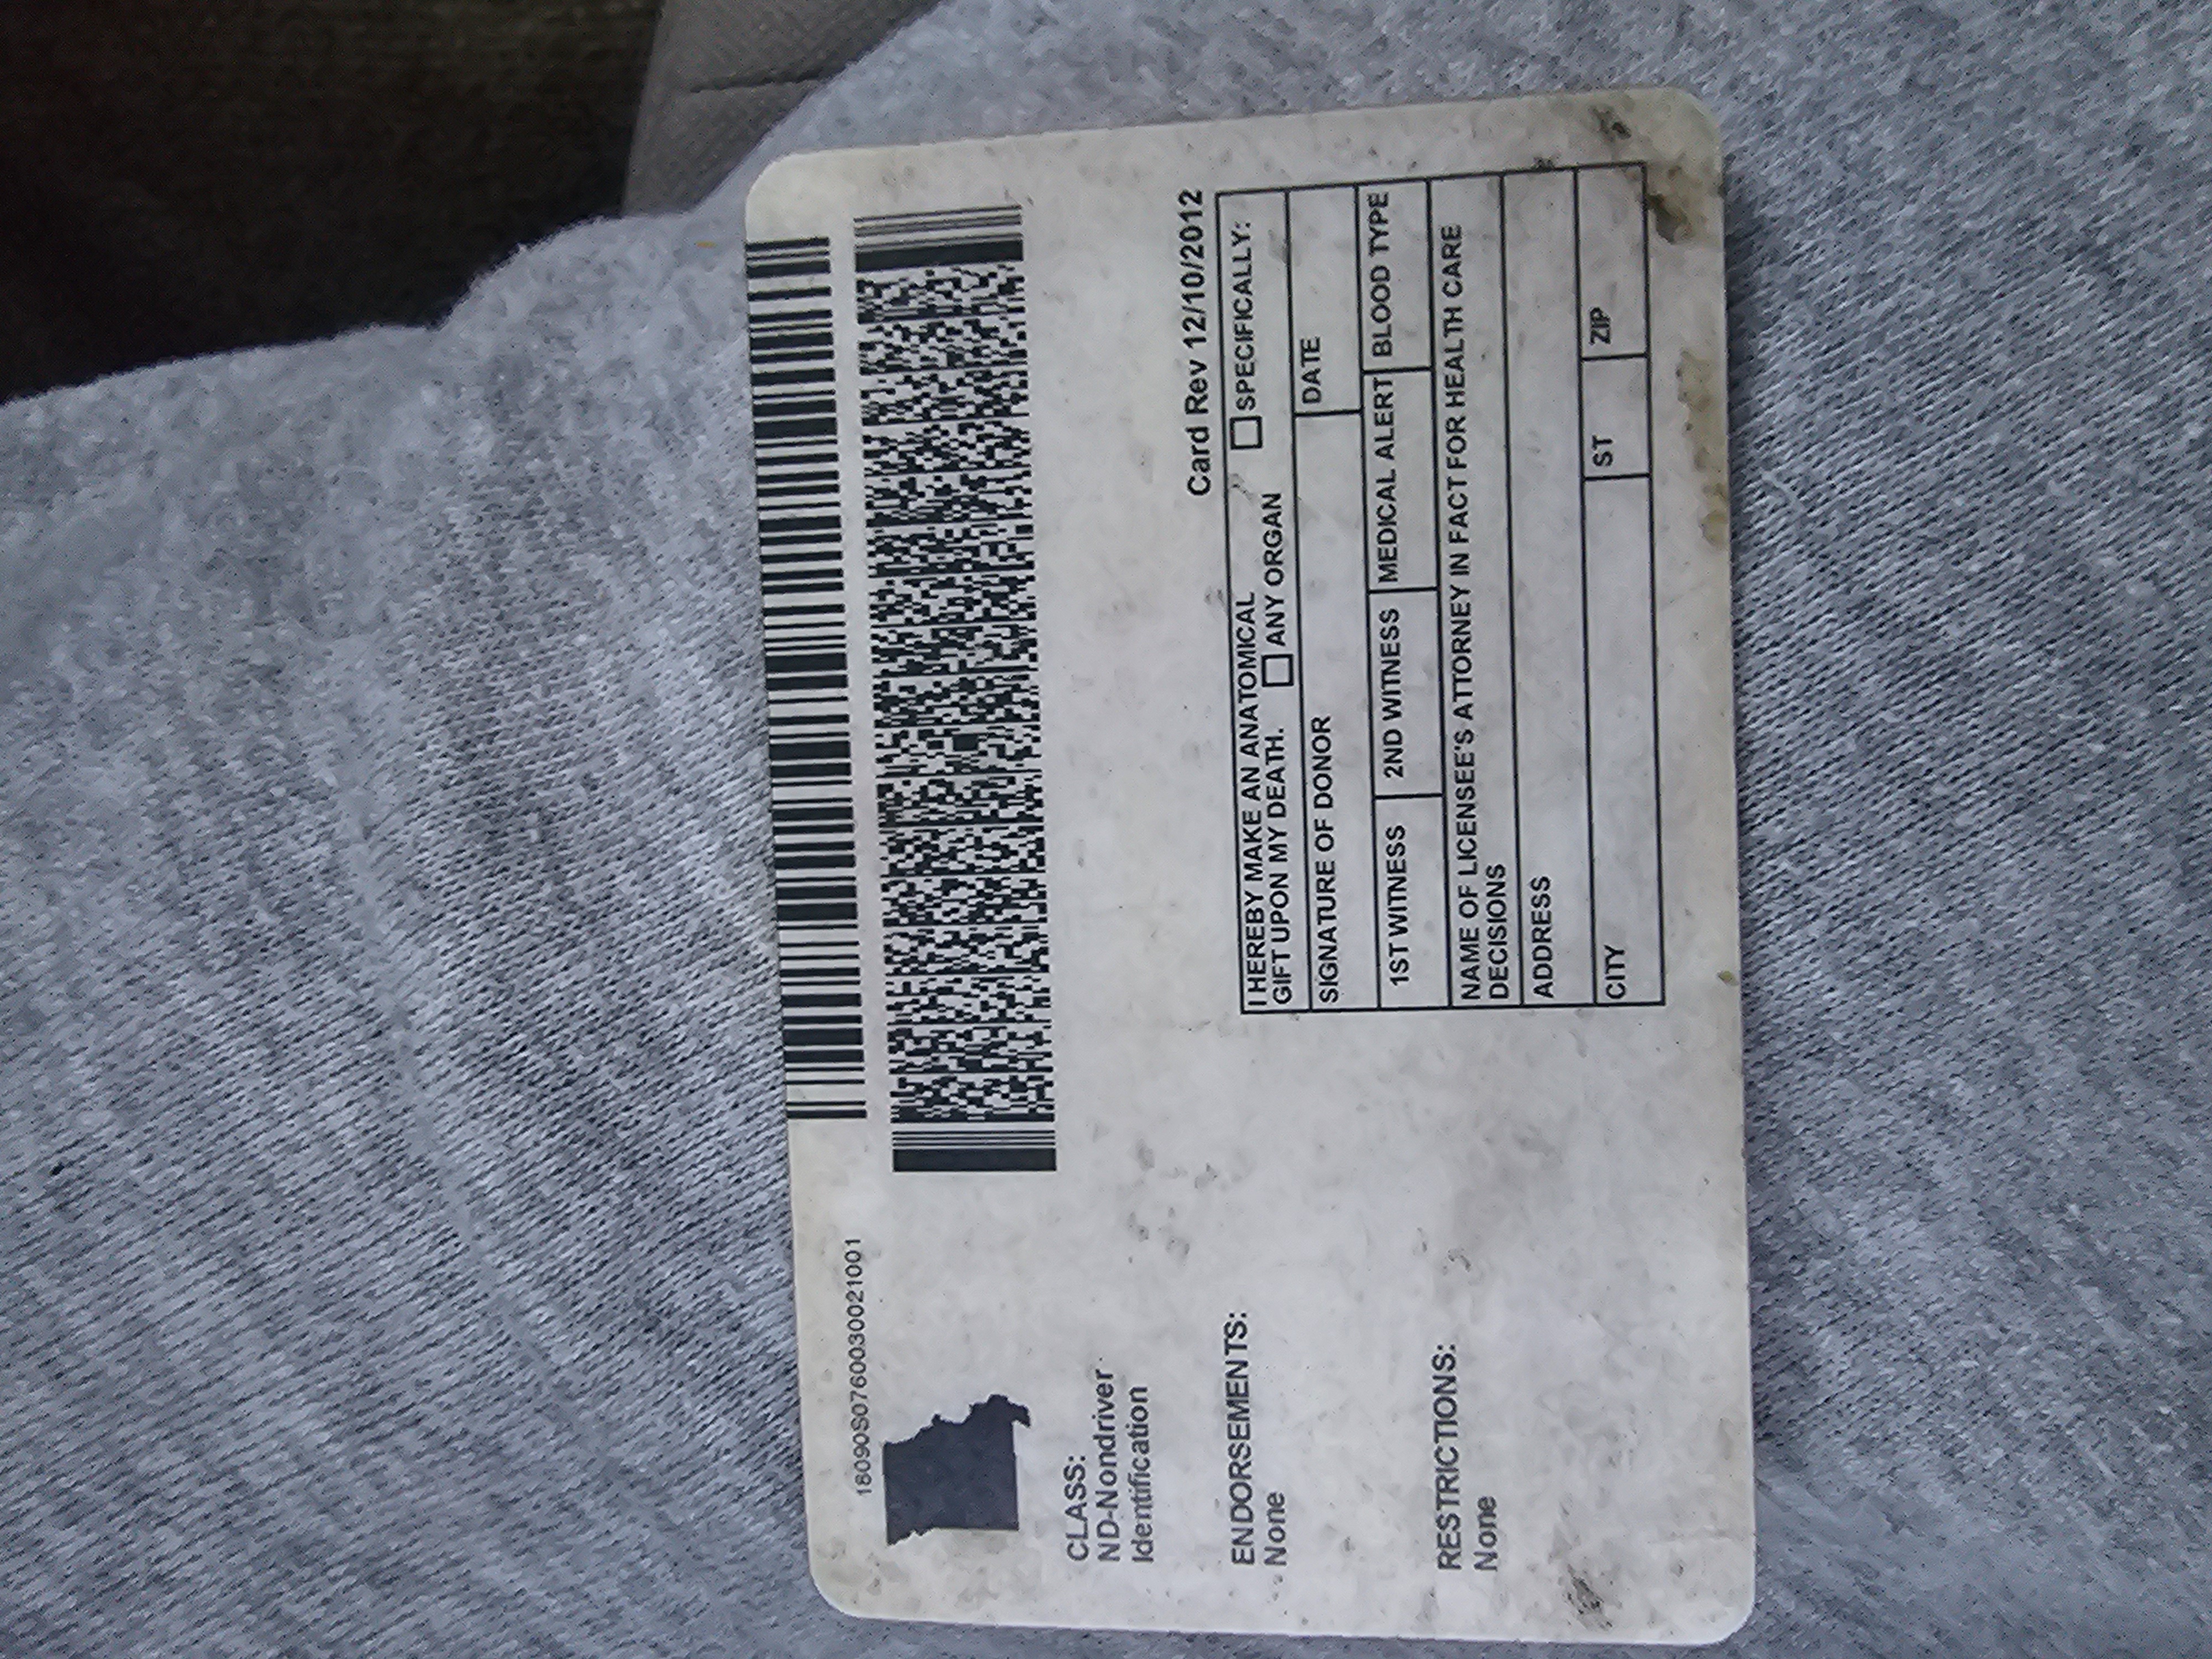 18090S0760030021001
CLASS:
ND-Nondriver
Identification
ENDORSEMENTS:
None
RESTRICTIONS:
None
Card Rev 12/10/2012
I HEREBY MAKE AN ANATOMICAL
GIFT UPON MY DEATH. ANY ORGAN SPECIFICALLY:
SIGNATURE OF DONOR DATE
1ST WITNESS 2ND WITNESS MEDICAL ALERT BLOOD TYPE
NAME OF LICENSEE'S ATTORNEY IN FACT FOR HEALTH CARE
DECISIONS
ADDRESS
CITY ST ZIP